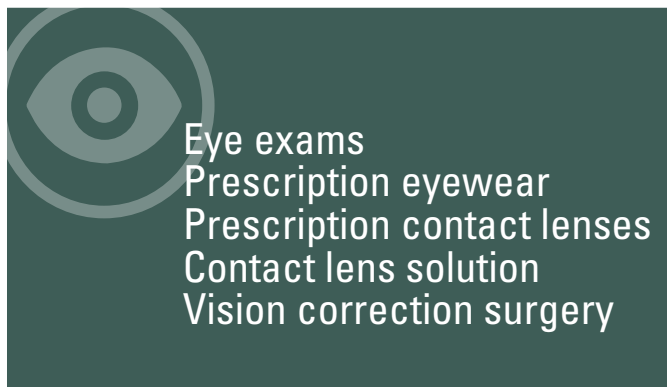 Eye exams
Prescription eyewear
Prescription contact lenses
Contact lens solution
Vision correction surgery